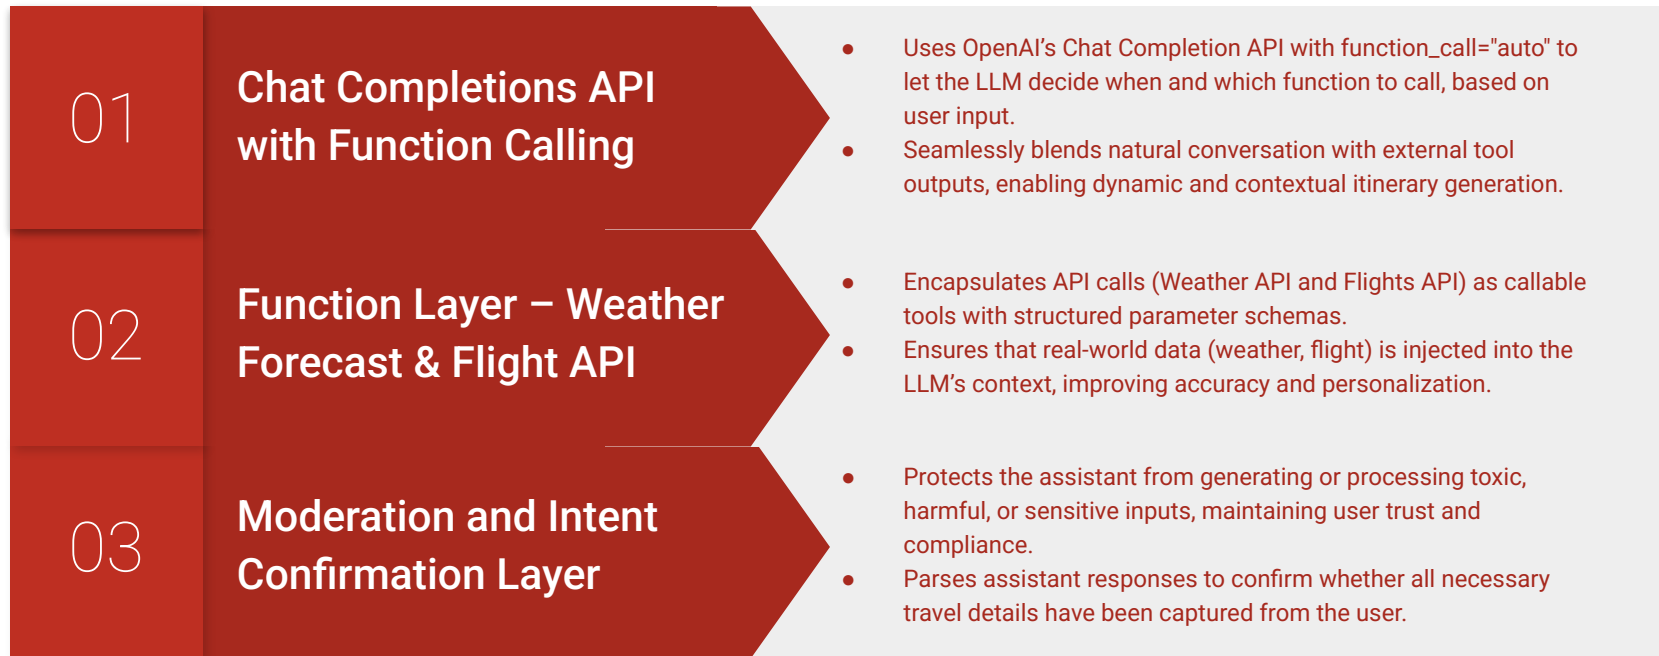 01
Chat Completions API
with Function Calling
● Uses OpenAI’s Chat Completion API with function_call="auto" to
let the LLM decide when and which function to call, based on
user input.
● Seamlessly blends natural conversation with external tool
outputs, enabling dynamic and contextual itinerary generation.
02
Function Layer – Weather
Forecast & Flight API
● Encapsulates API calls (Weather API and Flights API) as callable
tools with structured parameter schemas.
● Ensures that real-world data (weather, flight) is injected into the
LLM’s context, improving accuracy and personalization.
03
Moderation and Intent
Confirmation Layer
● Protects the assistant from generating or processing toxic,
harmful, or sensitive inputs, maintaining user trust and
compliance.
● Parses assistant responses to confirm whether all necessary
travel details have been captured from the user.